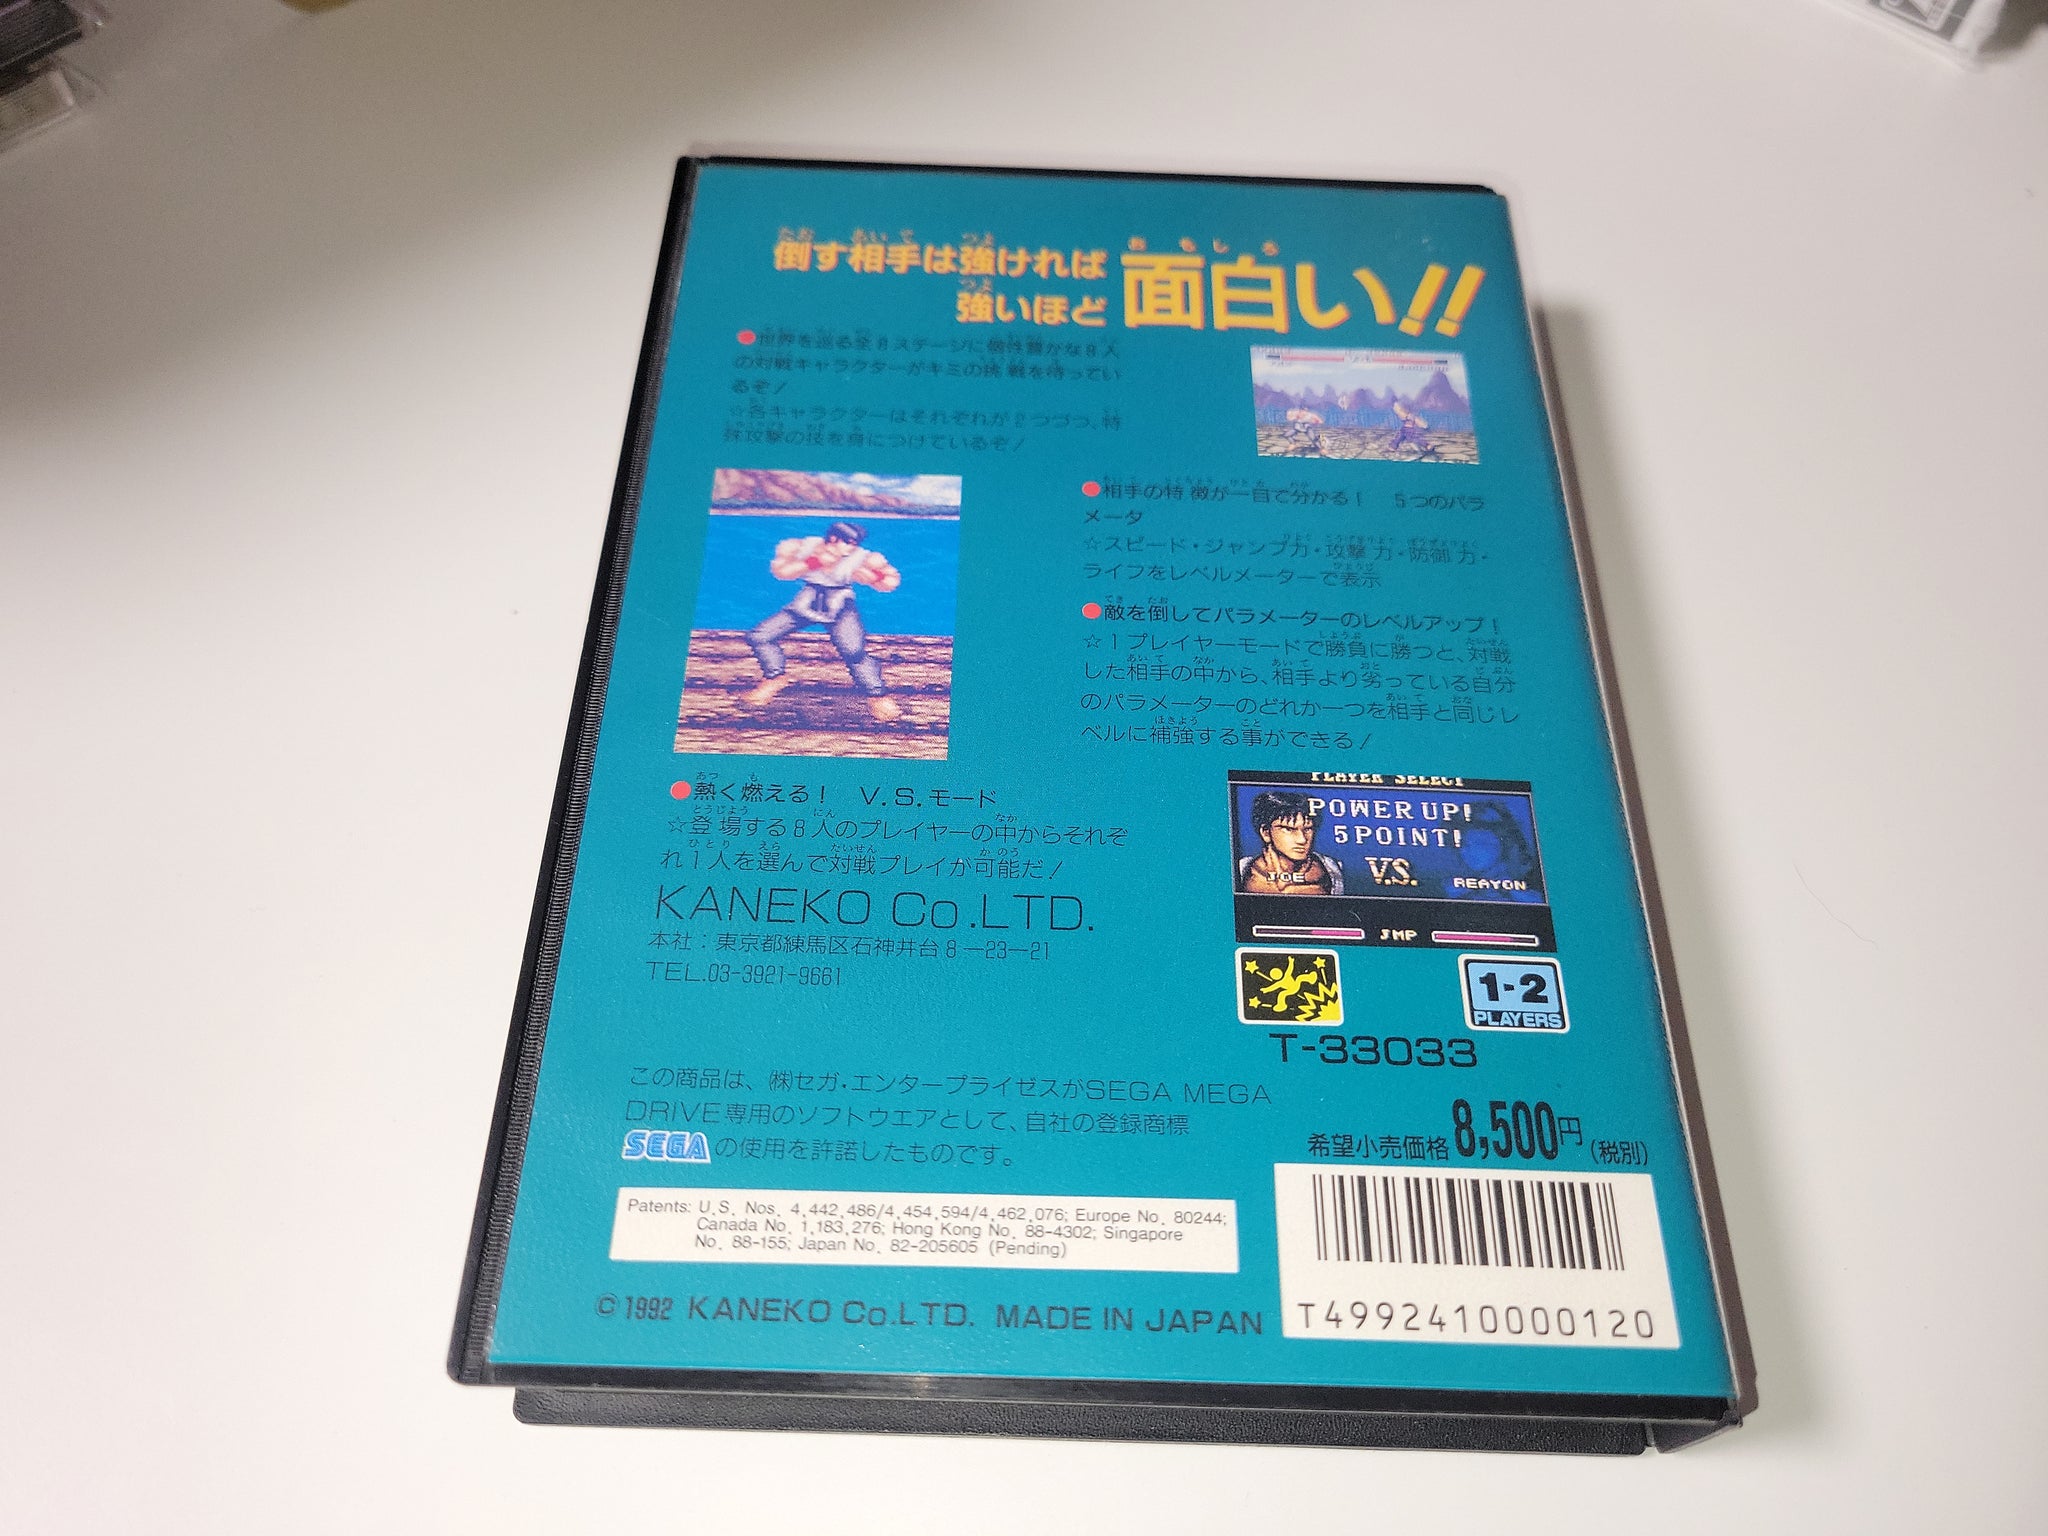 倒す相手は強ければ
強いほど
面白い!!
●世界を巡る全8ステージに個性豊かな8人
の対戦キャラクターがキミの挑戦を待ってい
るぞ!
☆各キャラクターはそれぞれが2つづつ、特
殊攻撃の技を身につけているぞ!
●相手の特徴が一目で分かる! 5つのパラ
メータ
☆スピード・ジャンプ力・攻撃力・防御力・
ライフをレベルメーターで表示
●敵を倒してパラメーターのレベルアップ!
☆1プレイヤーモードで勝負に勝つと、対戦
した相手の中から、相手より劣っている自分
のパラメーターのどれか一つを相手と同じレ
ベルに補強する事ができる!
●熱く燃える! V.S.モード
☆登場する8人のプレイヤーの中からそれぞ
れ1人を選んで対戦プレイが可能だ!
PLAYER SELECT
POWER UP!
5POINT!
V.S.
JOE
REAYON
JMP
KANEKO Co.LTD.
本社：東京都練馬区石神井台8-23-21
TEL.03-3921-9661
1-2
PLAYERS
T-33033
この商品は、㈱セガ・エンタープライゼスがSEGA MEGA
DRIVE専用のソフトウエアとして、自社の登録商標
SEGAの使用を許諾したものです。
希望小売価格8,500円(税別)
Patents: U.S. Nos. 4,442,486/4,454,594/4,462,076; Europe No. 80244;
Canada No. 1,183,276; Hong Kong No. 88-4302; Singapore
No. 88-155; Japan No. 82-205605 (Pending)
T4992410000120
©1992 KANEKO Co.LTD. MADE IN JAPAN